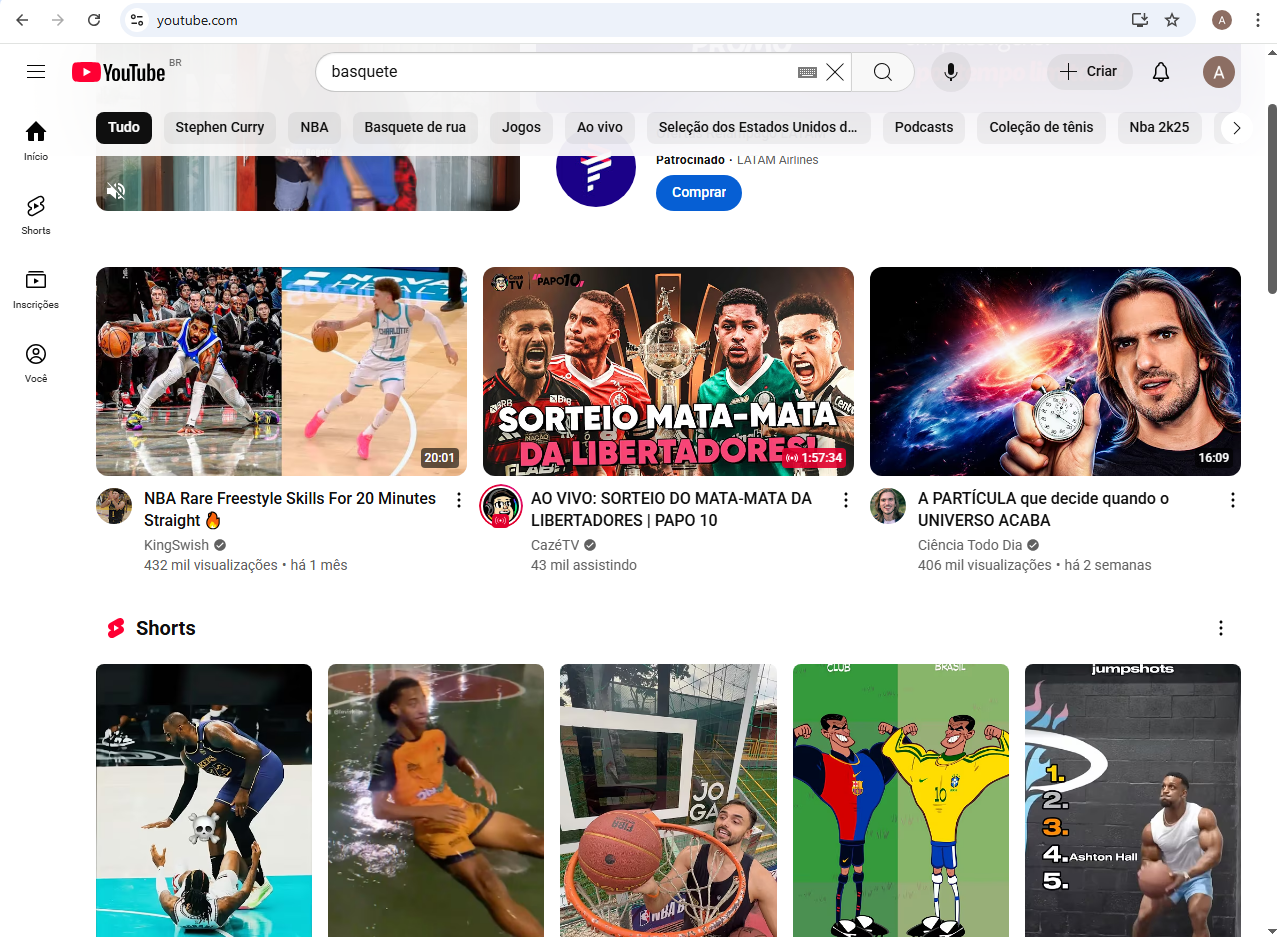 youtube.com
A
PROMO
YouTube BR
basquete
Criar
A
Tudo
Stephen Curry
NBA
Basquete de rua
Jogos
Ao vivo
Seleção dos Estados Unidos d...
Podcasts
Coleção de tênis
Nba 2k25
Início
Shorts
Inscrições
Você
Patrocinado · LATAM Airlines
Comprar
CHARLOTTE
1
20:01
Cazé TV
PAPO 10
SORTEIO MATA-MATA
DA LIBERTADORES!
1:57:34
16:09
NBA Rare Freestyle Skills For 20 Minutes
Straight 🔥
KingSwish
432 mil visualizações • há 1 mês
AO VIVO: SORTEIO DO MATA-MATA DA
LIBERTADORES | PAPO 10
CazéTV
43 mil assistindo
A PARTÍCULA que decide quando o
UNIVERSO ACABA
Ciência Todo Dia
406 mil visualizações • há 2 semanas
Shorts
JO
GA
NBA B
CLUB
BRASIL
10
jumpshots
1.
2.
3.
4. Ashton Hall
5.